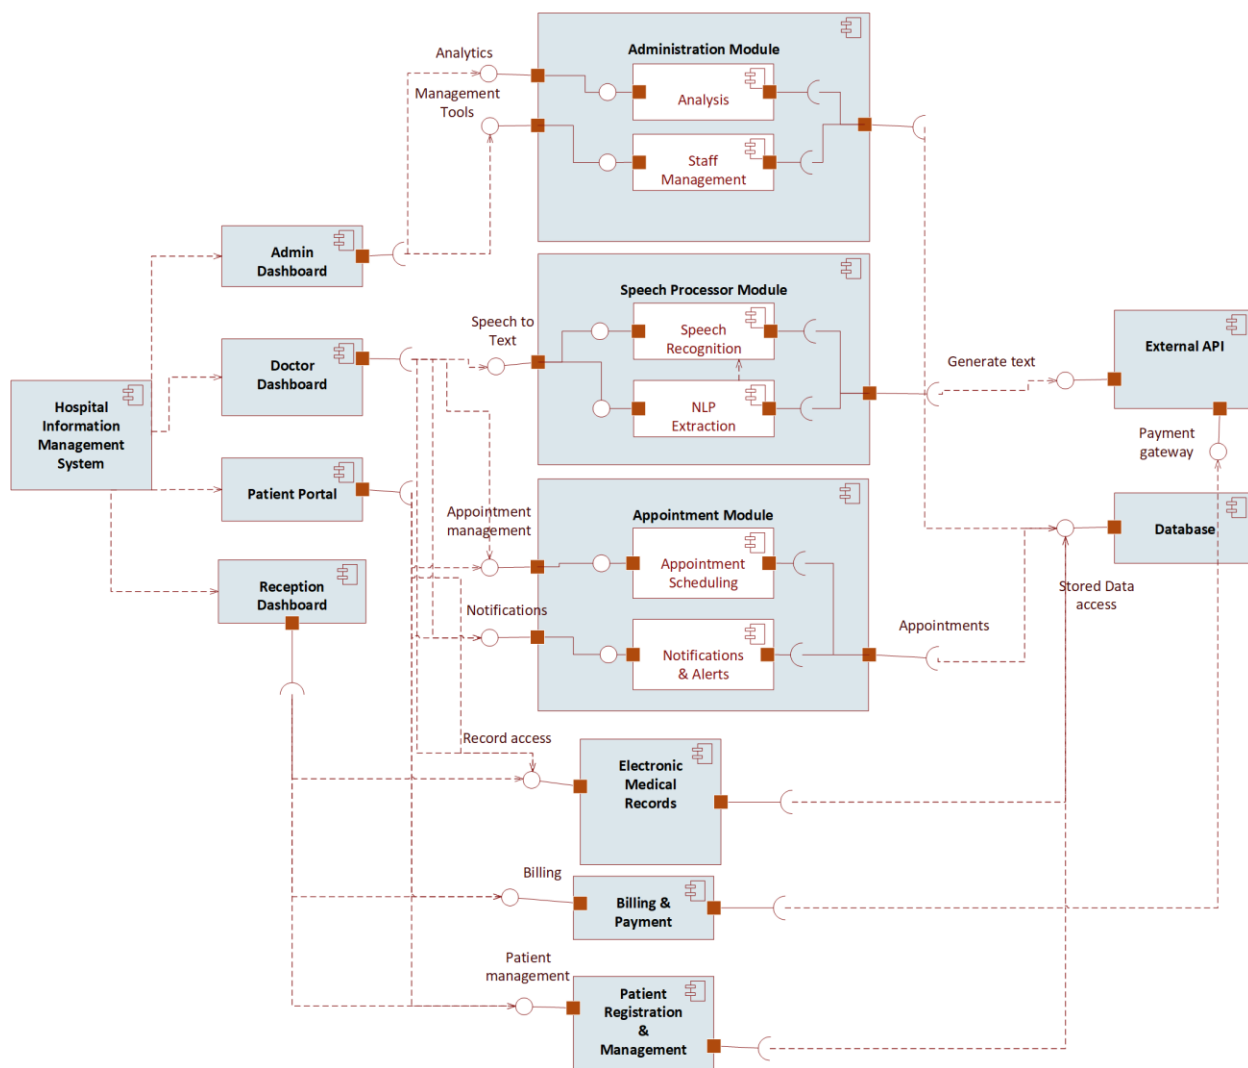 Administration Module
Analytics
Management
Tools
Analysis
Staff
Management
Admin
Dashboard
Speech Processor Module
Speech to
Text
Speech
Recognition
NLP
Extraction
Generate text
External API
Doctor
Dashboard
Hospital
Information
Management
System
Payment
gateway
Patient Portal
Appointment
management
Appointment Module
Appointment
Scheduling
Database
Stored Data
access
Reception
Dashboard
Notifications
Notifications
& Alerts
Appointments
Record access
Electronic
Medical
Records
Billing
Billing &
Payment
Patient
management
Patient
Registration
&
Management